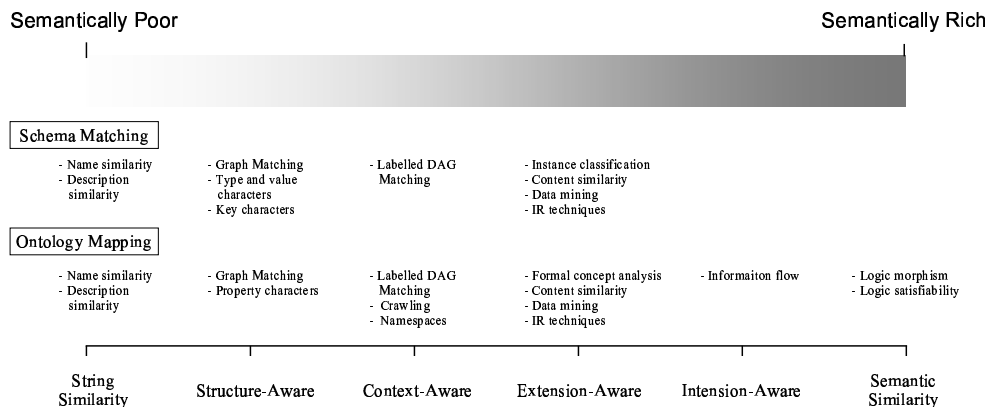 Semantically Poor
Semantically Rich
Schema Matching
- Name similarity
- Description
similarity
- Graph Matching
- Type and value
characters
- Key characters
- Labelled DAG
Matching
- Instance classification
- Content similarity
- Data mining
- IR techniques
Ontology Mapping
- Name similarity
- Description
similarity
- Graph Matching
- Property characters
- Labelled DAG
Matching
- Crawling
- Namespaces
- Formal concept analysis
- Content similarity
- Data mining
- IR techniques
- Informaiton flow
- Logic morphism
- Logic satisfiability
String
Similarity
Structure-Aware
Context-Aware
Extension-Aware
Intension-Aware
Semantic
Similarity